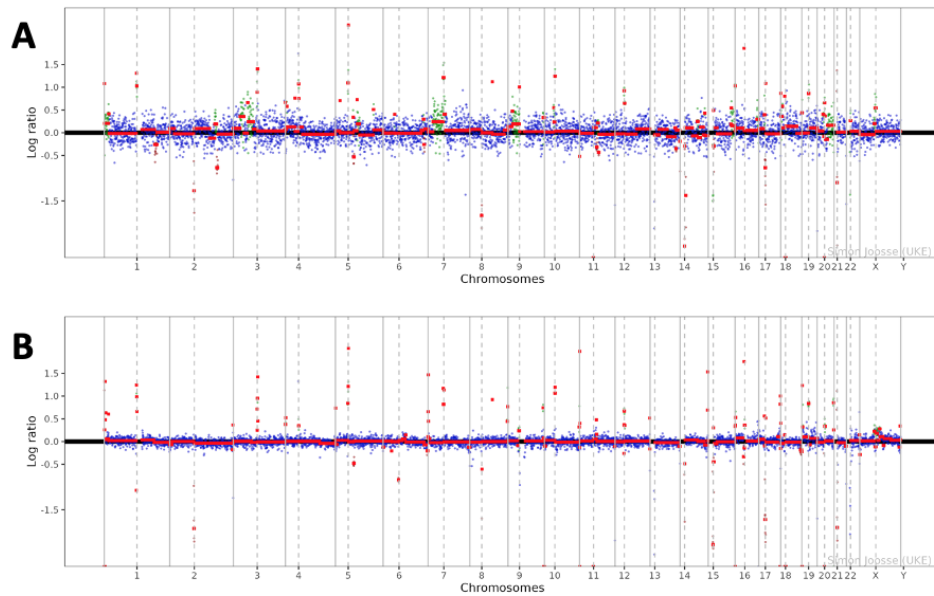 A
Log ratio
1.5
1.0
0.5
0.0
-0.5
-1.5
Simon Joosse (UKE)
1 2 3 4 5 6 7 8 9 10 11 12 13 14 15 16 17 18 19 20 21 22 X Y
Chromosomes
B
Log ratio
1.5
1.0
0.5
0.0
-0.5
-1.5
Simon Joosse (UKE)
1 2 3 4 5 6 7 8 9 10 11 12 13 14 15 16 17 18 19 20 21 22 X Y
Chromosomes